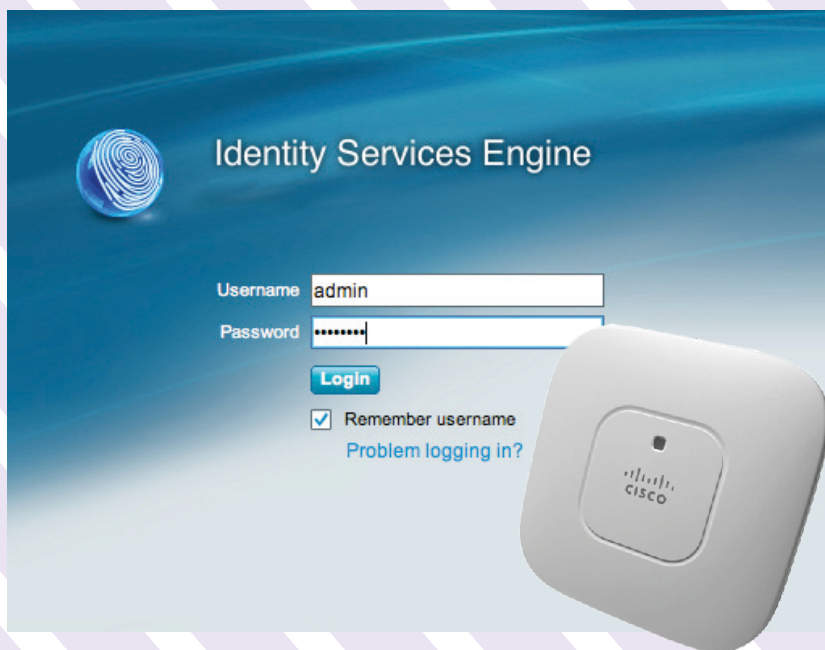 Identity Services Engine
Username admin
Password ••••••••
Login
Remember username
Problem logging in?
CISCO